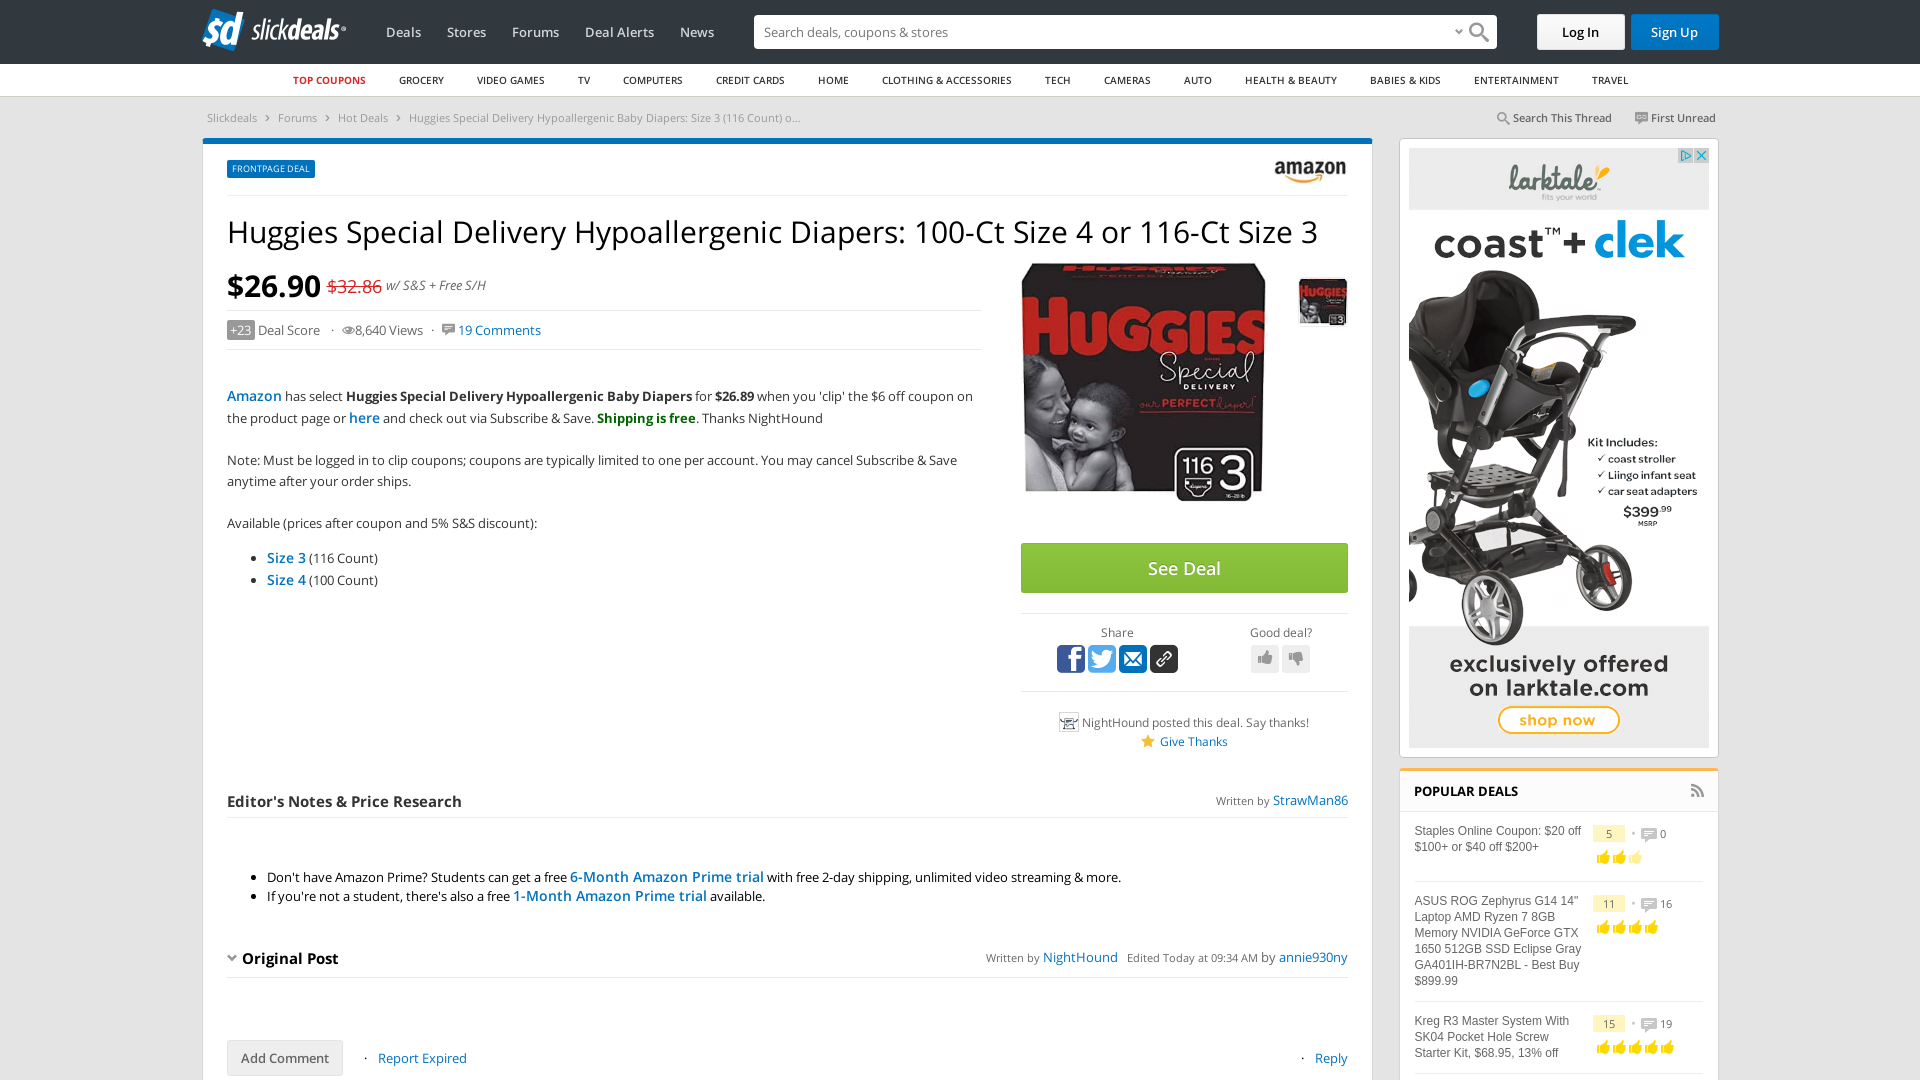 sd slickdeals
Deals
Stores
Forums
Deal Alerts
News
Search deals, coupons & stores
Log In
Sign Up
TOP COUPONS
GROCERY
VIDEO GAMES
TV
COMPUTERS
CREDIT CARDS
HOME
CLOTHING & ACCESSORIES
TECH
CAMERAS
AUTO
HEALTH & BEAUTY
BABIES & KIDS
ENTERTAINMENT
TRAVEL
Slickdeals > Forums > Hot Deals > Huggies Special Delivery Hypoallergenic Baby Diapers: Size 3 (116 Count) o...
Search This Thread
First Unread
FRONTPAGE DEAL
amazon
Huggies Special Delivery Hypoallergenic Diapers: 100-Ct Size 4 or 116-Ct Size 3
$26.90 $32.86 w/ S&S + Free S/H
+23 Deal Score · 8,640 Views · 19 Comments
Amazon has select Huggies Special Delivery Hypoallergenic Baby Diapers for $26.89 when you 'clip' the $6 off coupon on
the product page or here and check out via Subscribe & Save. Shipping is free. Thanks NightHound
Note: Must be logged in to clip coupons; coupons are typically limited to one per account. You may cancel Subscribe & Save
anytime after your order ships.
Available (prices after coupon and 5% S&S discount):
• Size 3 (116 Count)
• Size 4 (100 Count)
HUGGIES
Special
DELIVERY
our PERFECT diaper!
116 3
See Deal
Share
Good deal?
NightHound posted this deal. Say thanks!
Give Thanks
Editor's Notes & Price Research
Written by StrawMan86
• Don't have Amazon Prime? Students can get a free 6-Month Amazon Prime trial with free 2-day shipping, unlimited video streaming & more.
• If you're not a student, there's also a free 1-Month Amazon Prime trial available.
Original Post
Written by NightHound Edited Today at 09:34 AM by annie930ny
Add Comment
· Report Expired
· Reply
larktale
fits your world
coast™+ clek
Kit Includes:
✓ coast stroller
✓ Liingo infant seat
✓ car seat adapters
$399.99
MSRP
exclusively offered
on larktale.com
shop now
POPULAR DEALS
Staples Online Coupon: $20 off
$100+ or $40 off $200+
5 • 0
ASUS ROG Zephyrus G14 14"
Laptop AMD Ryzen 7 8GB
Memory NVIDIA GeForce GTX
1650 512GB SSD Eclipse Gray
GA401IH-BR7N2BL - Best Buy
$899.99
11 • 16
Kreg R3 Master System With
SK04 Pocket Hole Screw
Starter Kit, $68.95, 13% off
15 • 19